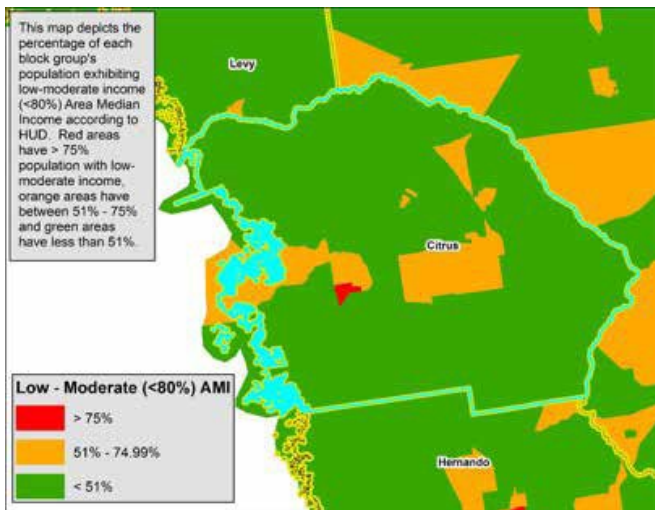 This map depicts the
percentage of each
block group's
population exhibiting
low-moderate income
(<80%) Area Median
Income according to
HUD. Red areas
have > 75%
population with low-
moderate income,
orange areas have
between 51% - 75%
and green areas
have less than 51%.
Levy
Citrus
Low - Moderate (<80%) AMI
> 75%
51% - 74.99%
< 51%
Hernando